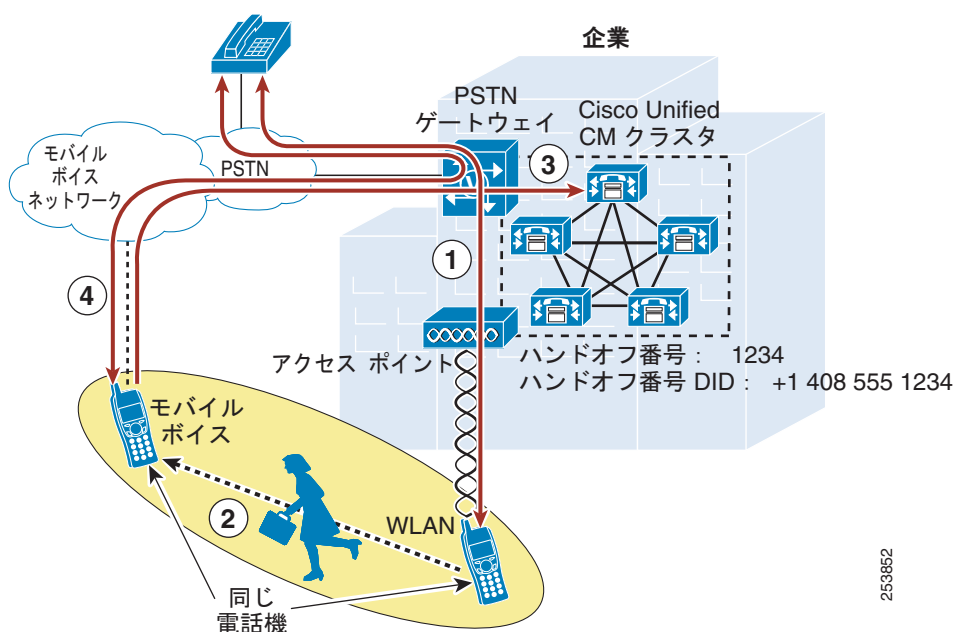 企業
PSTN
ゲートウェイ
Cisco Unified
CM クラスタ
モバイル
ボイス
ネットワーク
PSTN
3
1
4
アクセス ポイント
ハンドオフ番号 : 1234
ハンドオフ番号 DID : +1 408 555 1234
モバイル
ボイス
2
WLAN
同じ
電話機
253852